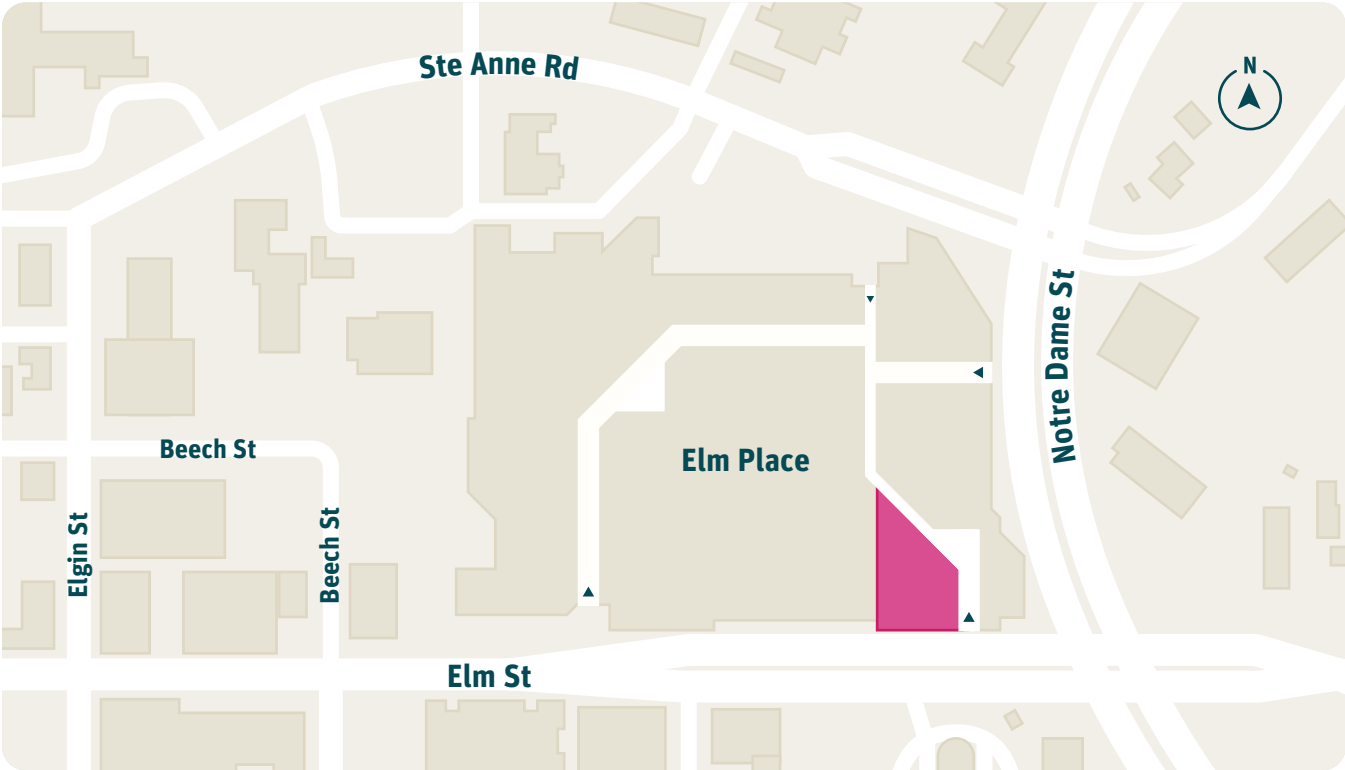 Ste Anne Rd
N
Notre Dame St
Beech St
Elm Place
Elgin St
Beech St
Elm St